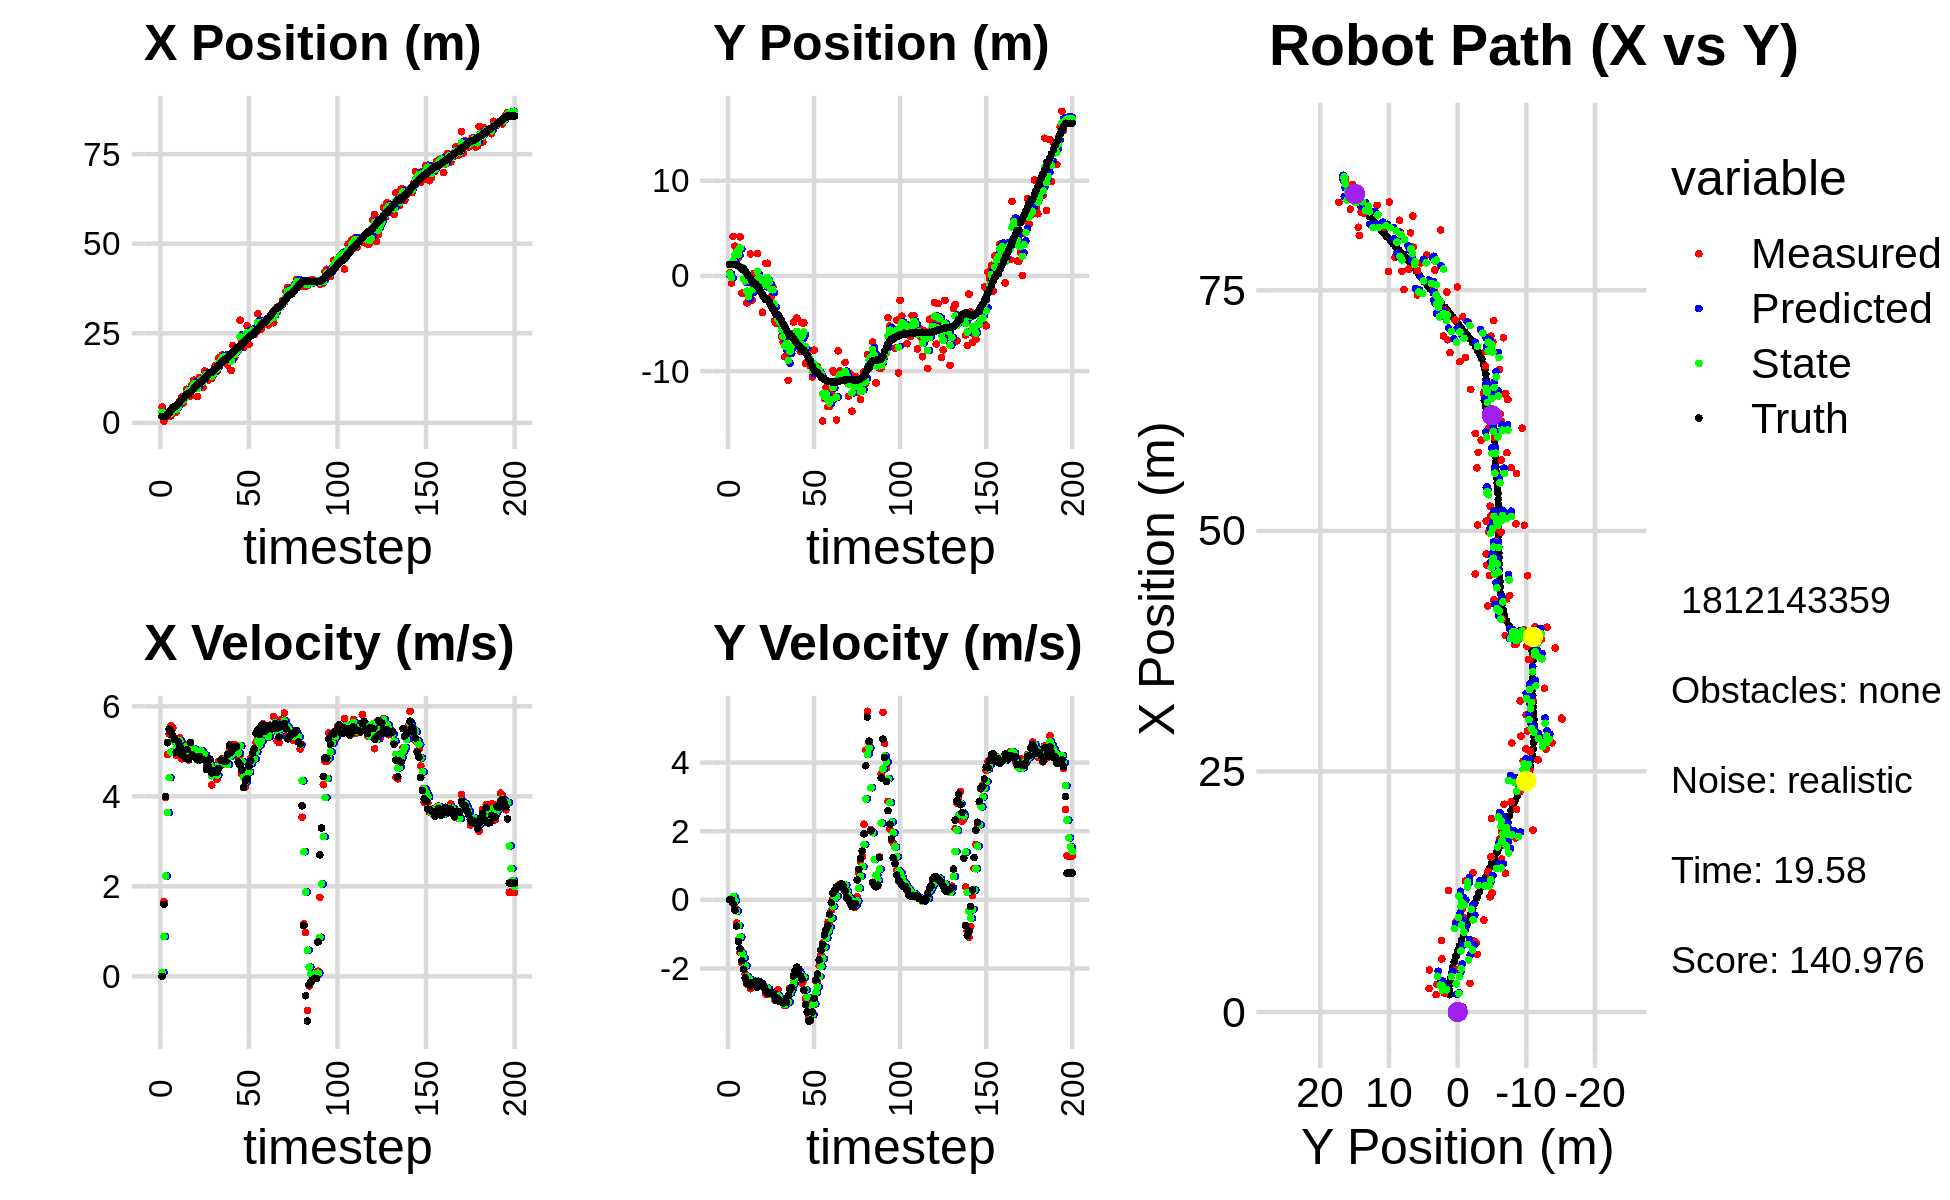 X Position (m)
75
50
25
0
0
50
100
150
200
timestep
Y Position (m)
10
0
-10
0
50
100
150
200
timestep
X Velocity (m/s)
6
4
2
0
0
50
100
150
200
timestep
Y Velocity (m/s)
4
2
0
-2
0
50
100
150
200
timestep
Robot Path (X vs Y)
X Position (m)
75
50
25
0
20 10 0 -10 -20
Y Position (m)
variable
Measured
Predicted
State
Truth
1812143359
Obstacles: none
Noise: realistic
Time: 19.58
Score: 140.976